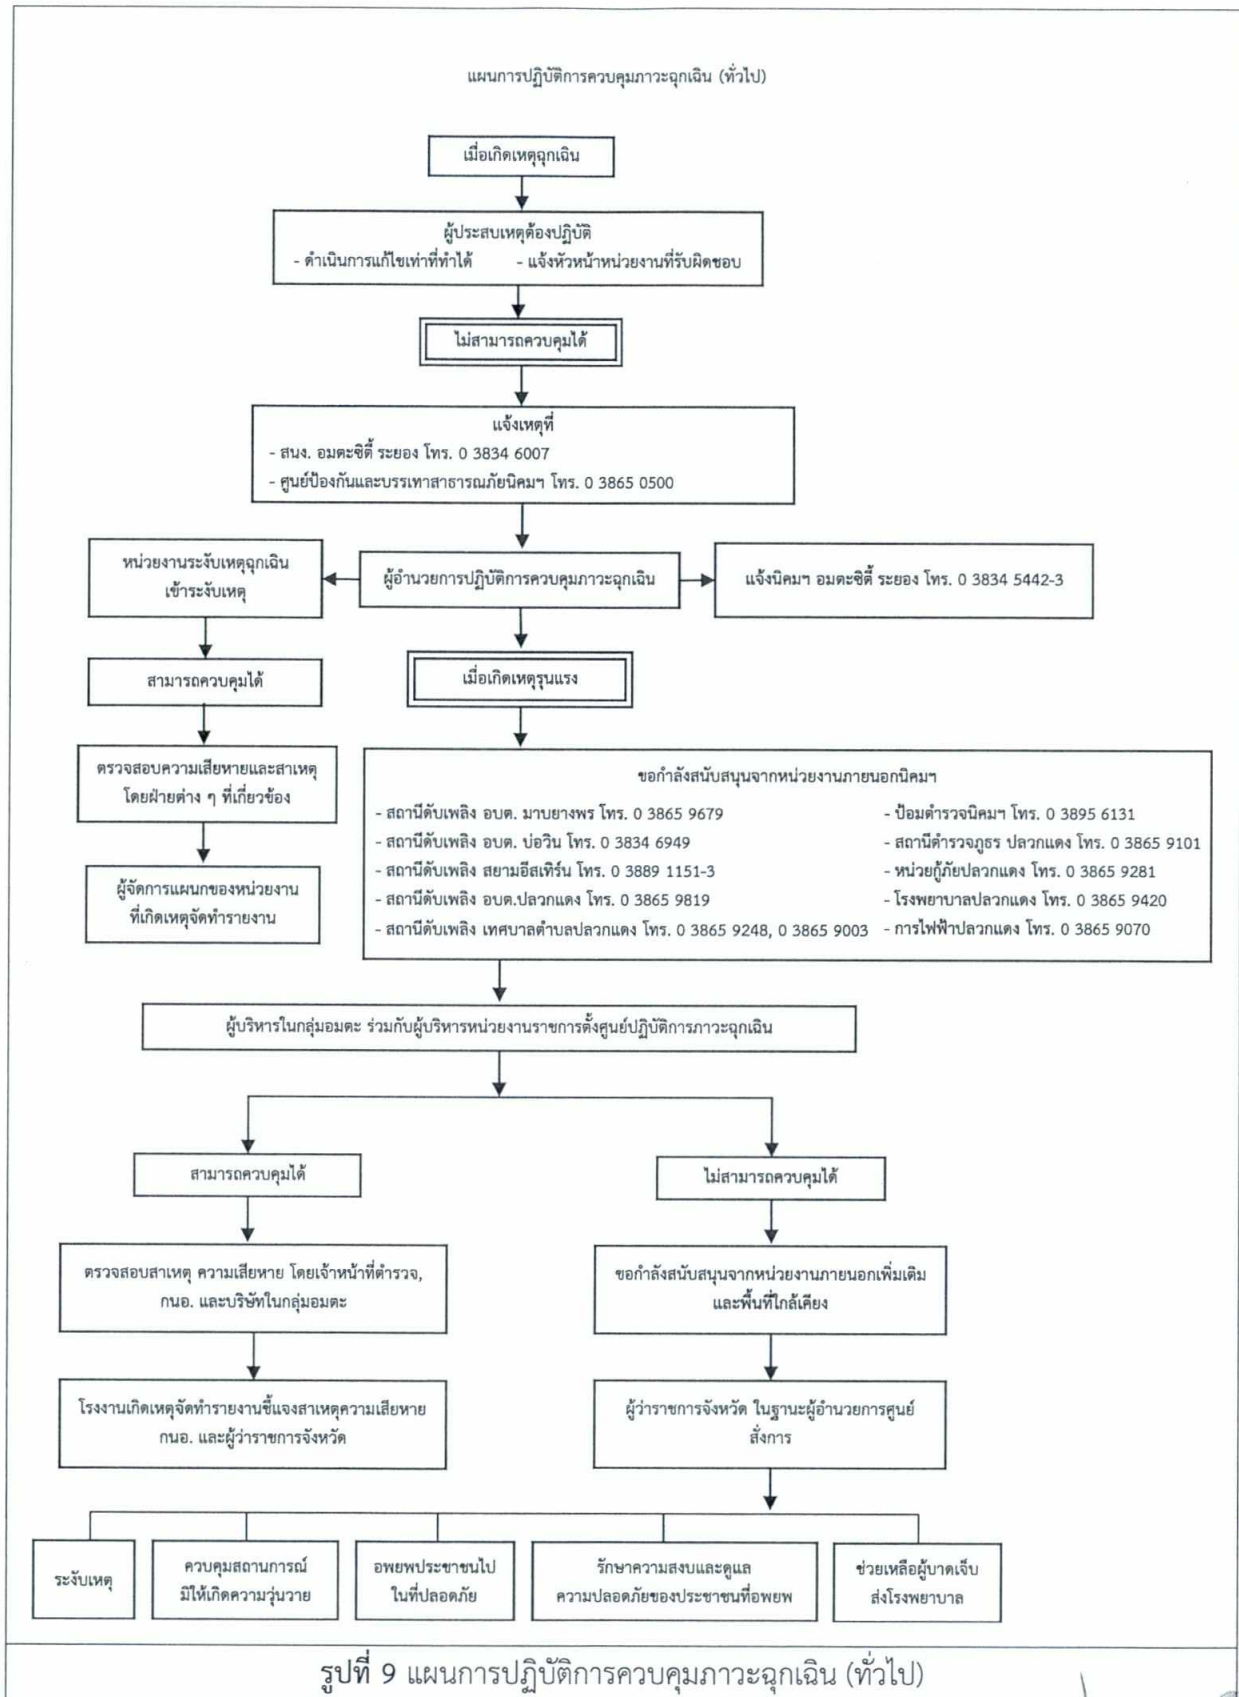 แผนการปฏิบัติการควบคุมภาวะฉุกเฉิน (ทั่วไป)
เมื่อเกิดเหตุฉุกเฉิน
ผู้ประสบเหตุต้องปฏิบัติ
- ดำเนินการแก้ไขเท่าที่ทำได้ - แจ้งหัวหน้าหน่วยงานที่รับผิดชอบ
ไม่สามารถควบคุมได้
แจ้งเหตุที่
- สนง. อมตะซิตี้ ระยอง โทร. 0 3834 6007
- ศูนย์ป้องกันและบรรเทาสาธารณภัยนิคมฯ โทร. 0 3865 0500
หน่วยงานระงับเหตุฉุกเฉิน
เข้าระงับเหตุ
ผู้อำนวยการปฏิบัติการควบคุมภาวะฉุกเฉิน
แจ้งนิคมฯ อมตะซิตี้ ระยอง โทร. 0 3834 5442-3
สามารถควบคุมได้
เมื่อเกิดเหตุรุนแรง
ตรวจสอบความเสียหายและสาเหตุ
โดยฝ่ายต่าง ๆ ที่เกี่ยวข้อง
ผู้จัดการแผนกของหน่วยงาน
ที่เกิดเหตุจัดทำรายงาน
ขอกำลังสนับสนุนจากหน่วยงานภายนอกนิคมฯ
- สถานีดับเพลิง อบต. มาบยางพร โทร. 0 3865 9679
- สถานีดับเพลิง อบต. บ่อวิน โทร. 0 3834 6949
- สถานีดับเพลิง สยามอีสเทิร์น โทร. 0 3889 1151-3
- สถานีดับเพลิง อบต.ปลวกแดง โทร. 0 3865 9819
- สถานีดับเพลิง เทศบาลตำบลปลวกแดง โทร. 0 3865 9248, 0 3865 9003
- ป้อมตำรวจนิคมฯ โทร. 0 3895 6131
- สถานีตำรวจภูธร ปลวกแดง โทร. 0 3865 9101
- หน่วยกู้ภัยปลวกแดง โทร. 0 3865 9281
- โรงพยาบาลปลวกแดง โทร. 0 3865 9420
- การไฟฟ้าปลวกแดง โทร. 0 3865 9070
ผู้บริหารในกลุ่มอมตะ ร่วมกับผู้บริหารหน่วยงานราชการตั้งศูนย์ปฏิบัติการภาวะฉุกเฉิน
สามารถควบคุมได้
ไม่สามารถควบคุมได้
ตรวจสอบสาเหตุ ความเสียหาย โดยเจ้าหน้าที่ตำรวจ,
กนอ. และบริษัทในกลุ่มอมตะ
ขอกำลังสนับสนุนจากหน่วยงานภายนอกเพิ่มเติม
และพื้นที่ใกล้เคียง
โรงงานเกิดเหตุจัดทำรายงานชี้แจงสาเหตุความเสียหาย
กนอ. และผู้ว่าราชการจังหวัด
ผู้ว่าราชการจังหวัด ในฐานะผู้อำนวยการศูนย์
สั่งการ
ระงับเหตุ
ควบคุมสถานการณ์
มิให้เกิดความวุ่นวาย
อพยพประชาชนไป
ในที่ปลอดภัย
รักษาความสงบและดูแล
ความปลอดภัยของประชาชนที่อพยพ
ช่วยเหลือผู้บาดเจ็บ
ส่งโรงพยาบาล
รูปที่ 9 แผนการปฏิบัติการควบคุมภาวะฉุกเฉิน (ทั่วไป)